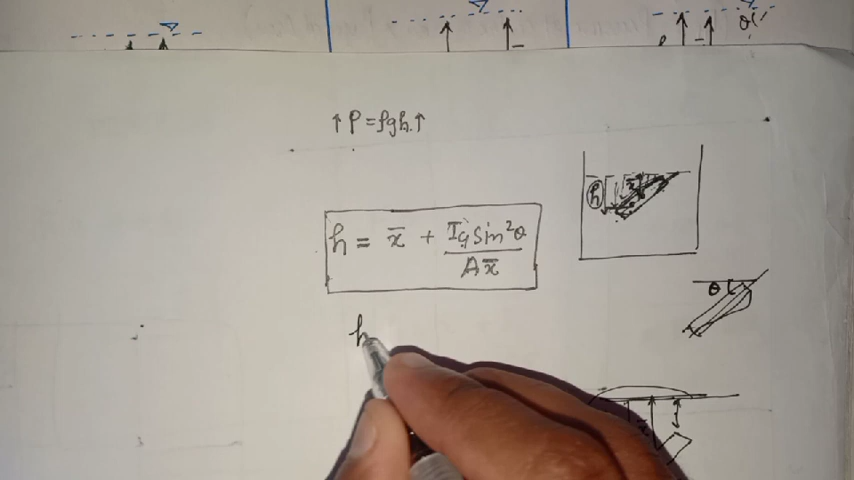 θ
↑ P = ρgh ↑
h
x̄
h = x̄ + I_G Sin²θ / A x̄
θ
h
x̄